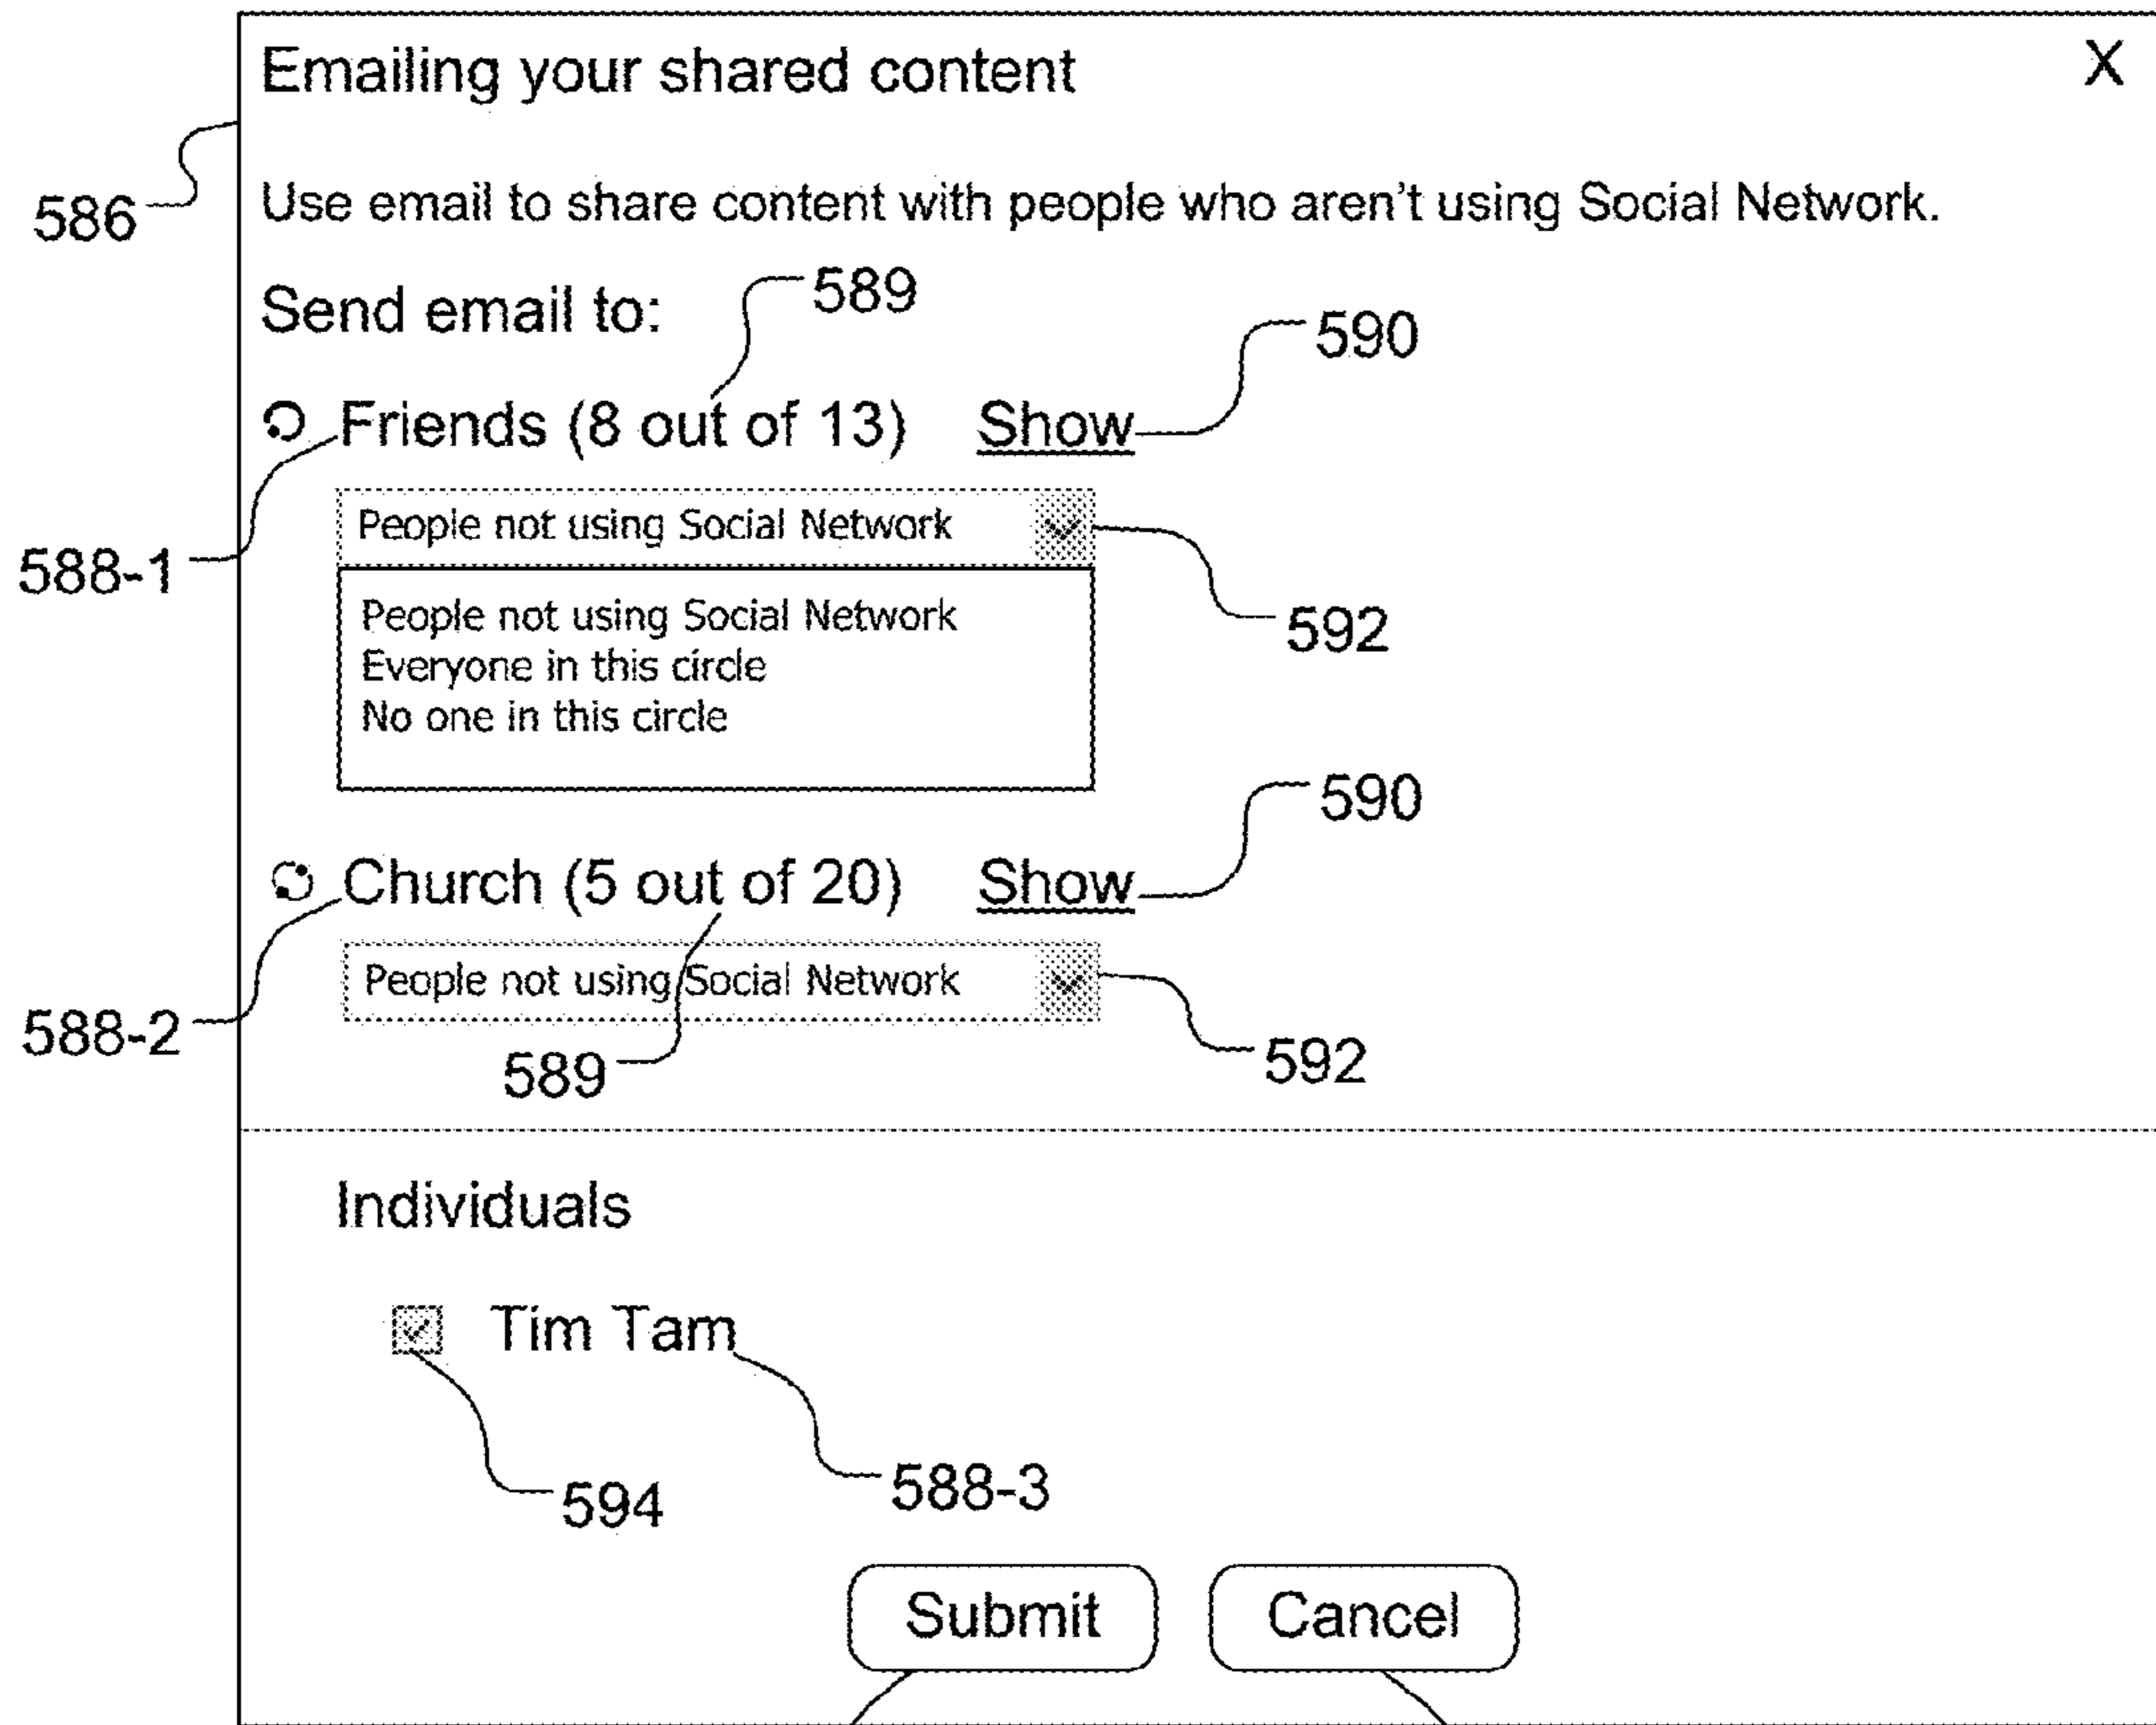 Emailing your shared content X
586
Use email to share content with people who aren't using Social Network.
Send email to:
589
590
Friends (8 out of 13) Show
588-1
People not using Social Network
592
People not using Social Network
Everyone in this circle
No one in this circle
590
Church (5 out of 20) Show
588-2
People not using Social Network
589
592
Individuals
Tim Tam
594
588-3
Submit Cancel